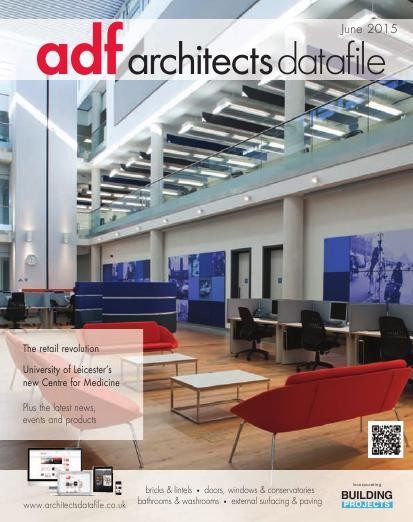 June 2015
adf architects datafile
The retail revolution
University of Leicester's
new Centre for Medicine
Plus the latest news,
events and products
www.architectsdatafile.co.uk
bricks & lintels • doors, windows & conservatories
bathrooms & washrooms • external surfacing & paving
incorporating
BUILDING
PROJECTS